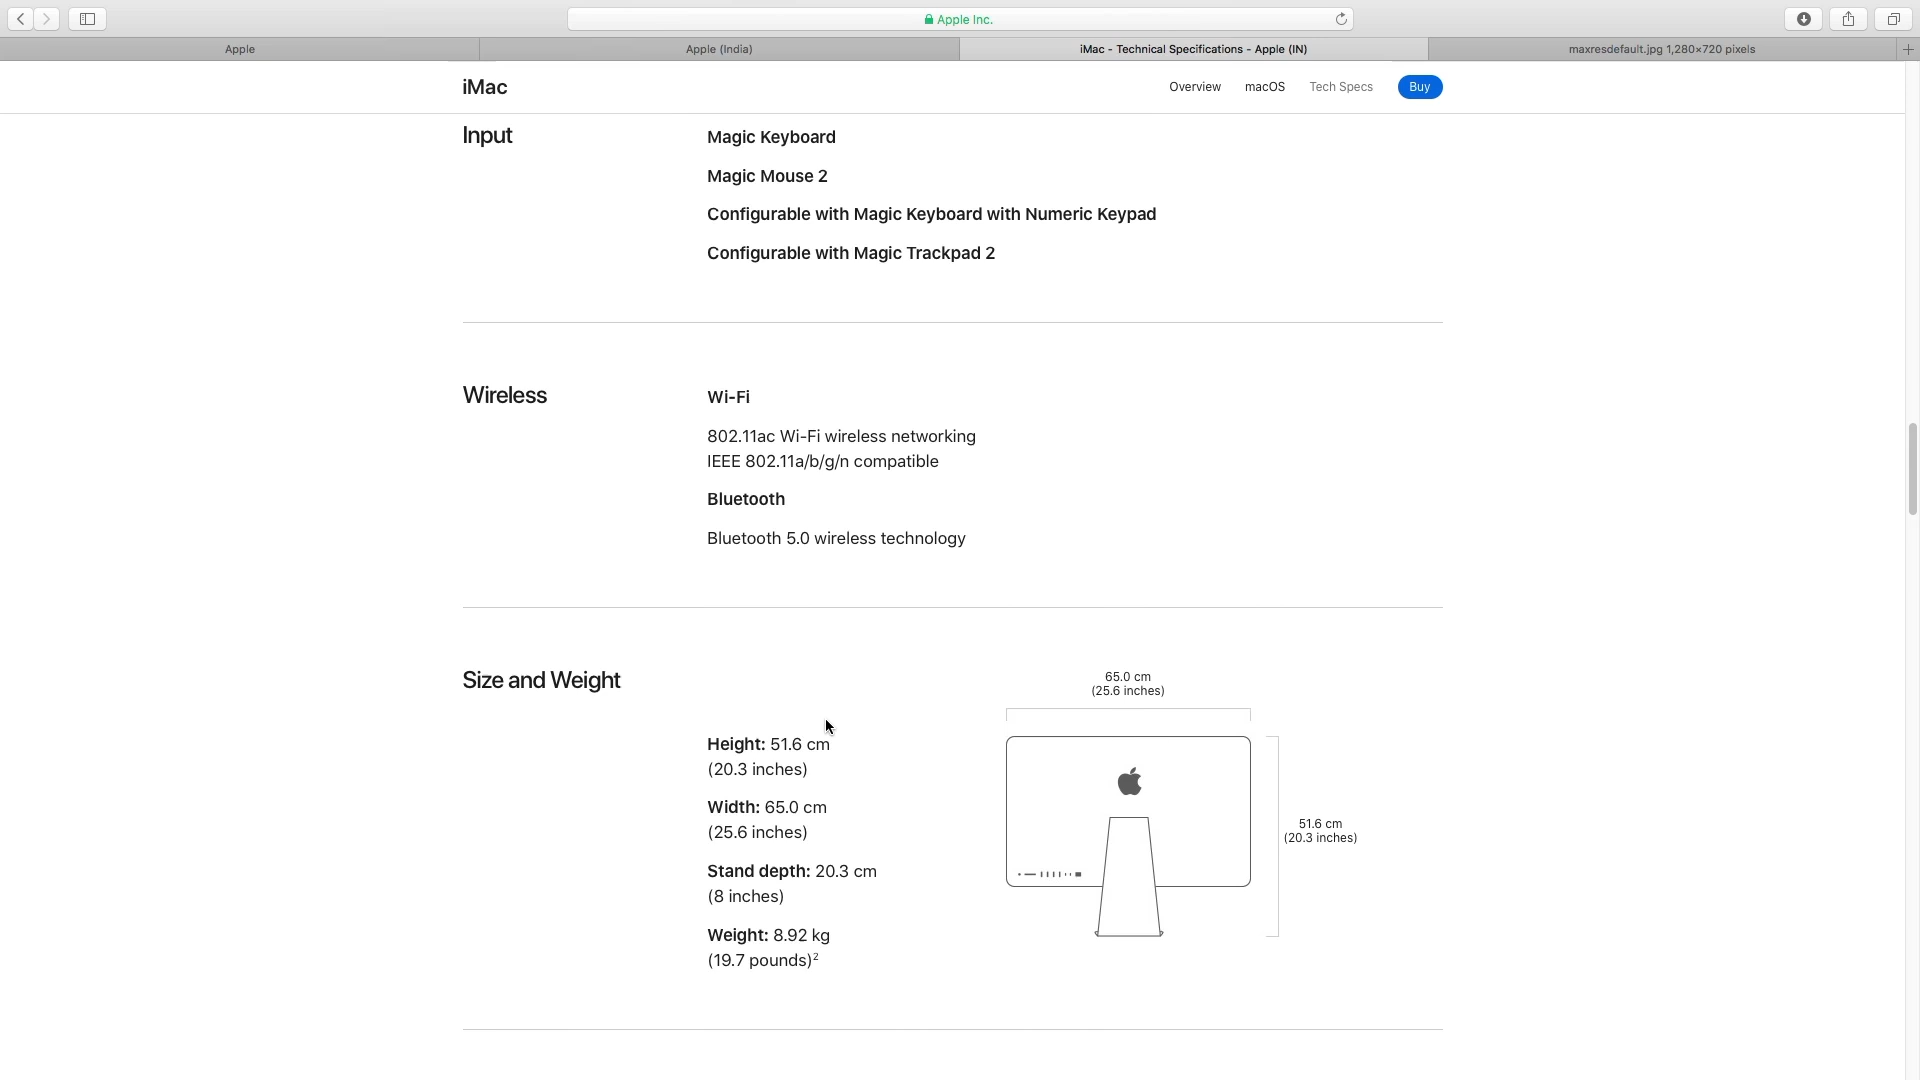 Apple Inc.
Apple
Apple (India)
iMac - Technical Specifications - Apple (IN)
maxresdefault.jpg 1,280×720 pixels
iMac
Overview
macOS
Tech Specs
Buy
Input
Magic Keyboard
Magic Mouse 2
Configurable with Magic Keyboard with Numeric Keypad
Configurable with Magic Trackpad 2
Wireless
Wi-Fi
802.11ac Wi-Fi wireless networking
IEEE 802.11a/b/g/n compatible
Bluetooth
Bluetooth 5.0 wireless technology
Size and Weight
Height: 51.6 cm
(20.3 inches)
Width: 65.0 cm
(25.6 inches)
Stand depth: 20.3 cm
(8 inches)
Weight: 8.92 kg
(19.7 pounds)²
65.0 cm
(25.6 inches)
51.6 cm
(20.3 inches)